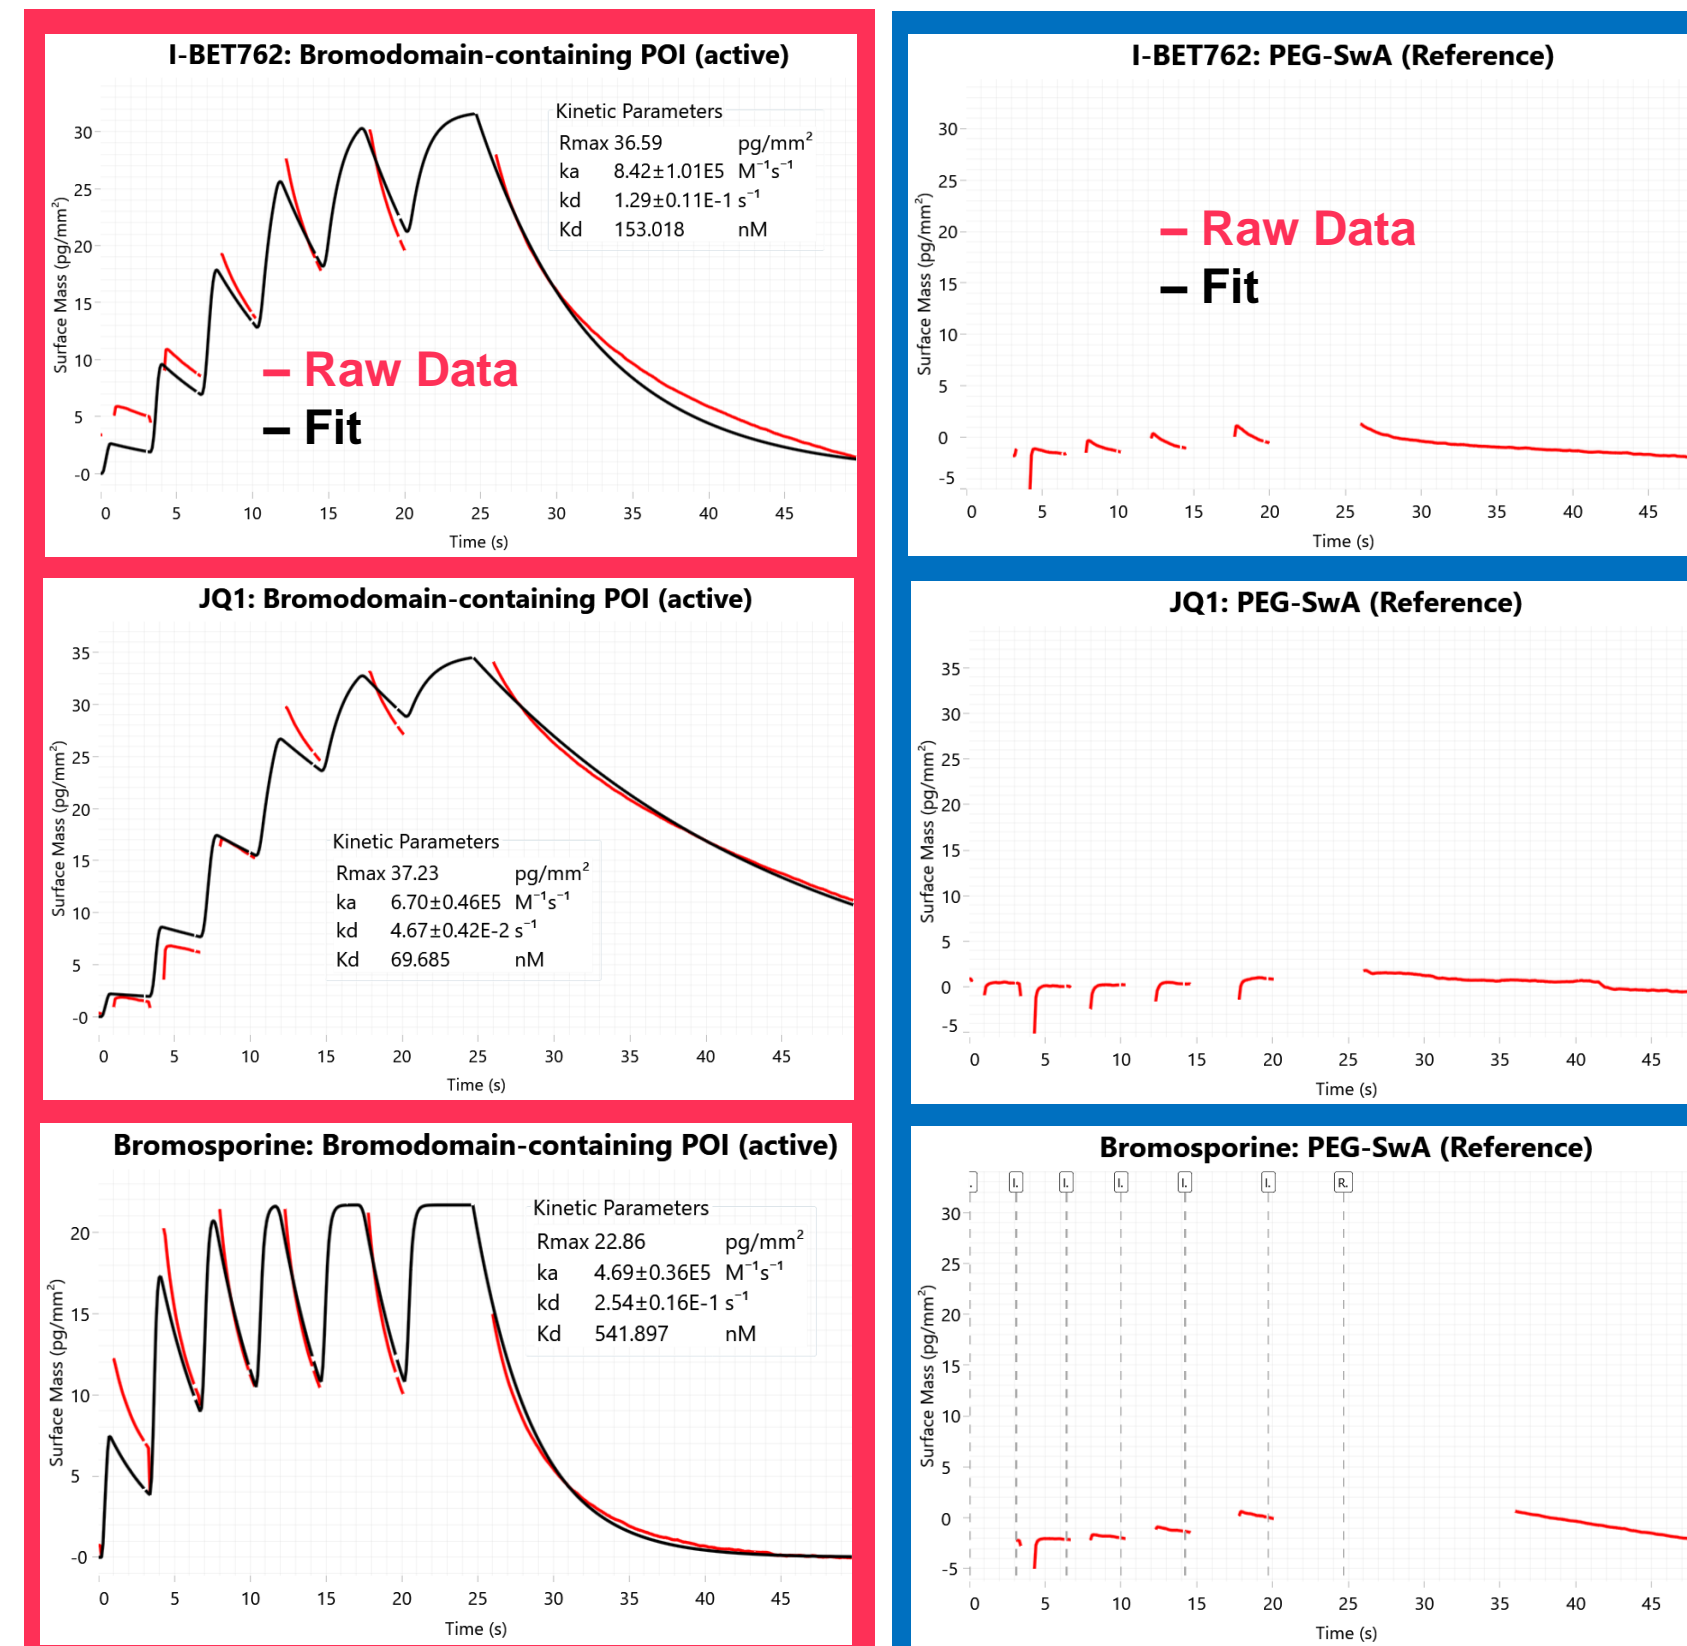 I-BET762: Bromodomain-containing POI (active)
Kinetic Parameters
Rmax 36.59 pg/mm²
ka 8.42±1.01E5 M⁻¹s⁻¹
kd 1.29±0.11E-1 s⁻¹
Kd 153.018 nM
Surface Mass (pg/mm²)
30
25
20
15
10
5
-0
– Raw Data
– Fit
0 5 10 15 20 25 30 35 40 45
Time (s)
I-BET762: PEG-SwA (Reference)
Surface Mass (pg/mm²)
30
25
20
15
10
5
0
-5
– Raw Data
– Fit
0 5 10 15 20 25 30 35 40 45
Time (s)
JQ1: Bromodomain-containing POI (active)
Surface Mass (pg/mm²)
35
30
25
20
15
10
5
-0
Kinetic Parameters
Rmax 37.23 pg/mm²
ka 6.70±0.46E5 M⁻¹s⁻¹
kd 4.67±0.42E-2 s⁻¹
Kd 69.685 nM
0 5 10 15 20 25 30 35 40 45
Time (s)
JQ1: PEG-SwA (Reference)
Surface Mass (pg/mm²)
35
30
25
20
15
10
5
0
-5
0 5 10 15 20 25 30 35 40 45
Time (s)
Bromosporine: Bromodomain-containing POI (active)
Kinetic Parameters
Rmax 22.86 pg/mm²
ka 4.69±0.36E5 M⁻¹s⁻¹
kd 2.54±0.16E-1 s⁻¹
Kd 541.897 nM
Surface Mass (pg/mm²)
20
15
10
5
-0
0 5 10 15 20 25 30 35 40 45
Time (s)
Bromosporine: PEG-SwA (Reference)
. I. I. I. I. I. R.
Surface Mass (pg/mm²)
30
25
20
15
10
5
0
-5
0 5 10 15 20 25 30 35 40 45
Time (s)